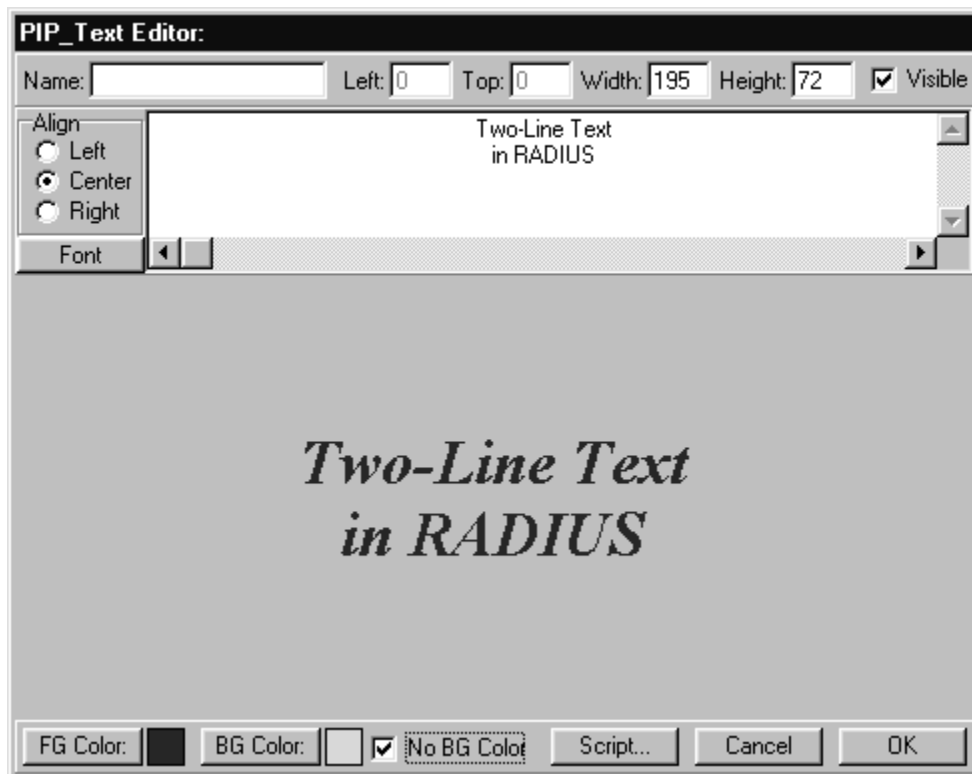 PIP_Text Editor:
Name: Left: 0 Top: 0 Width: 195 Height: 72 Visible
Align
Left
Center
Right
Font
Two-Line Text
in RADIUS
Two-Line Text
in RADIUS
FG Color: BG Color: No BG Color Script... Cancel OK